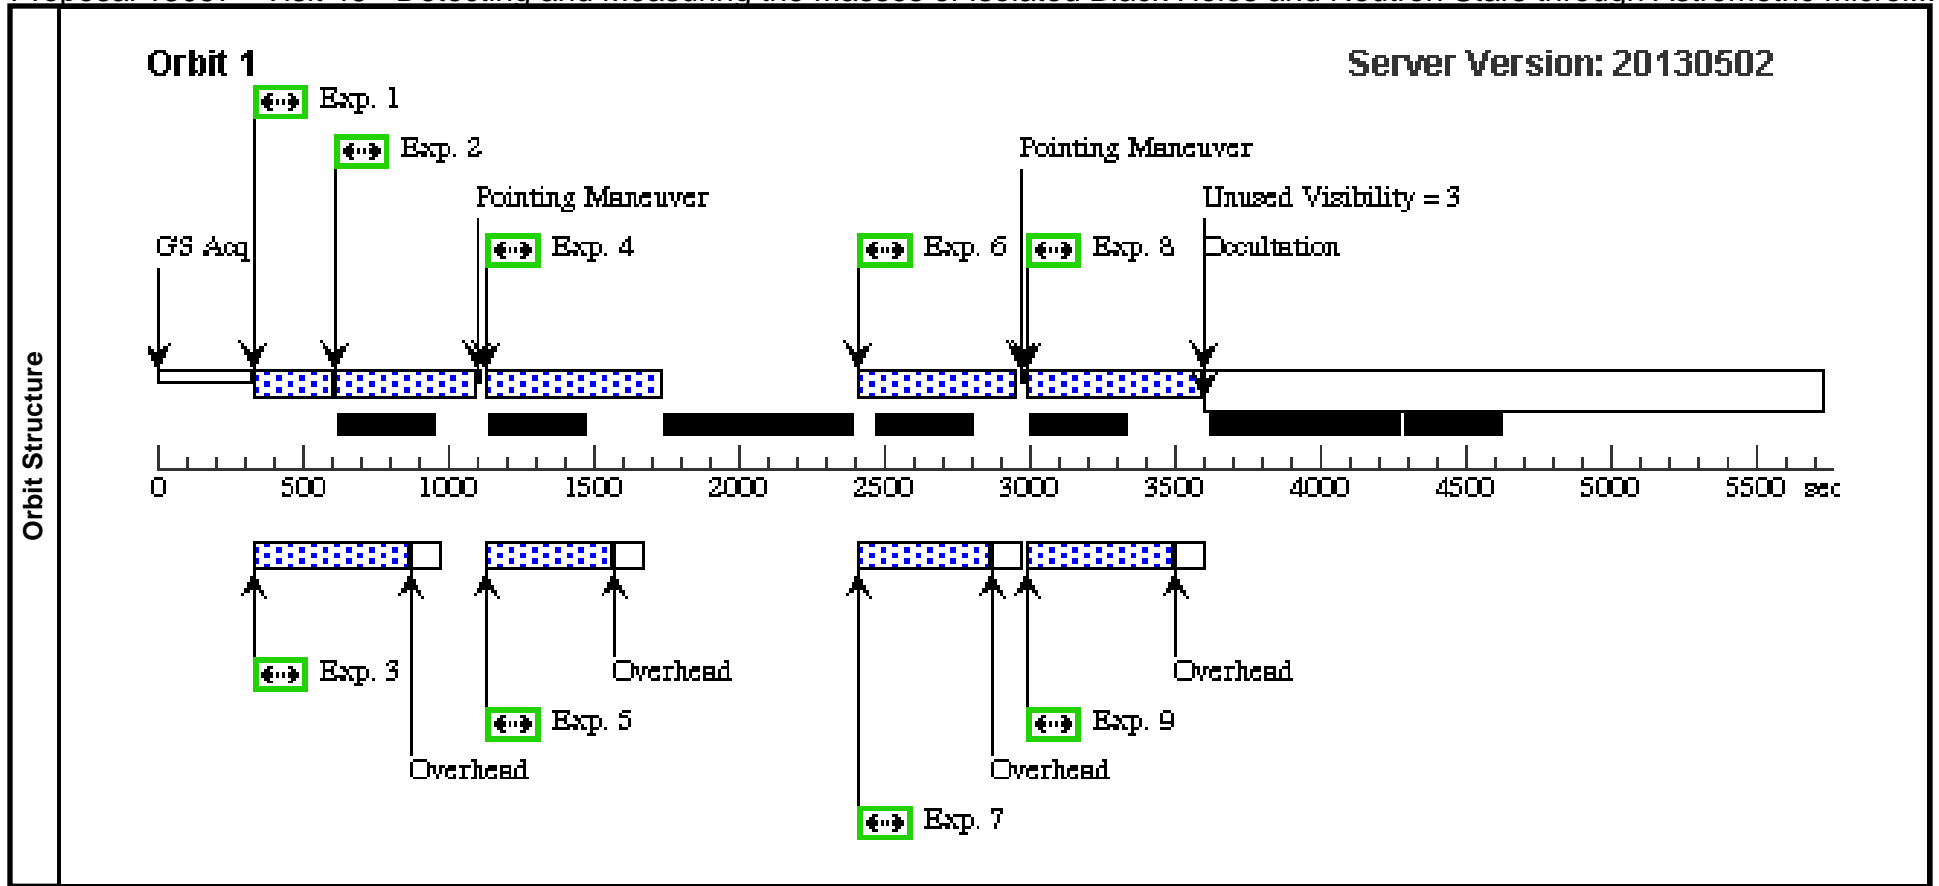 Orbit Structure
Orbit 1
Server Version: 20130502
Exp. 1
Exp. 2
Pointing Maneuver
Pointing Maneuver
Unused Visibility = 3
GS Acq
Exp. 4
Exp. 6
Exp. 8
Occultation
0 500 1000 1500 2000 2500 3000 3500 4000 4500 5000 5500 sec
Exp. 3
Overhead
Overhead
Exp. 5
Exp. 9
Overhead
Overhead
Exp. 7